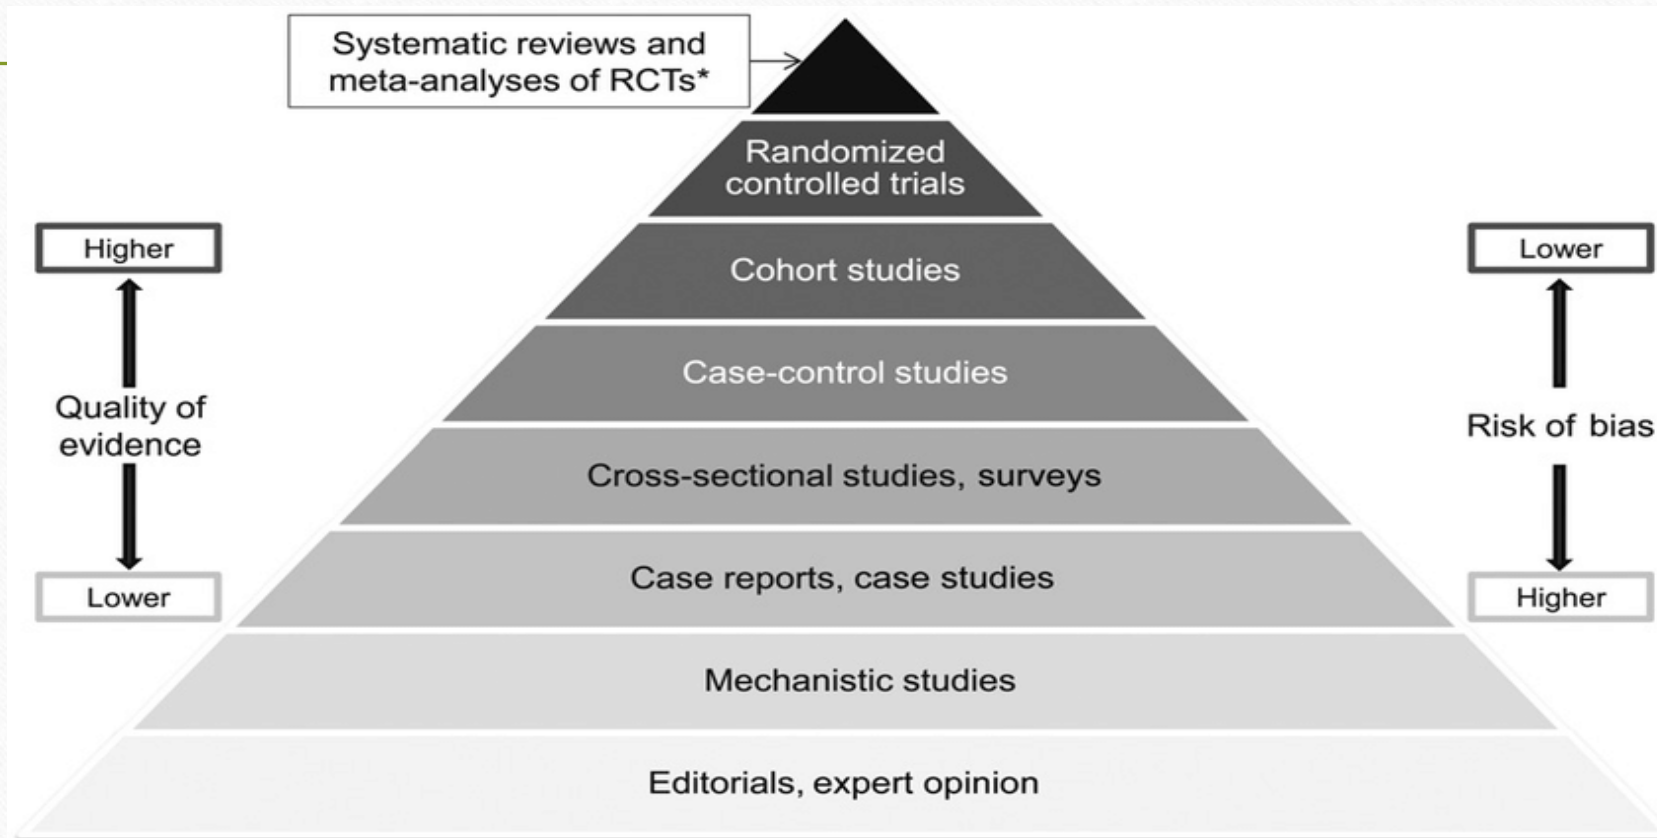 Systematic reviews and
meta-analyses of RCTs*
Randomized
controlled trials
Higher
Lower
Cohort studies
Case-control studies
Quality of
evidence
Risk of bias
Cross-sectional studies, surveys
Case reports, case studies
Lower
Higher
Mechanistic studies
Editorials, expert opinion